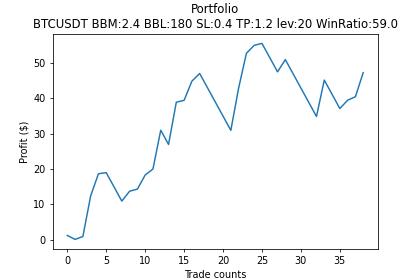 Portfolio
BTCUSDT BBM:2.4 BBL:180 SL:0.4 TP:1.2 lev:20 WinRatio:59.0
50
40
30
20
10
0
Profit ($)
0 5 10 15 20 25 30 35
Trade counts